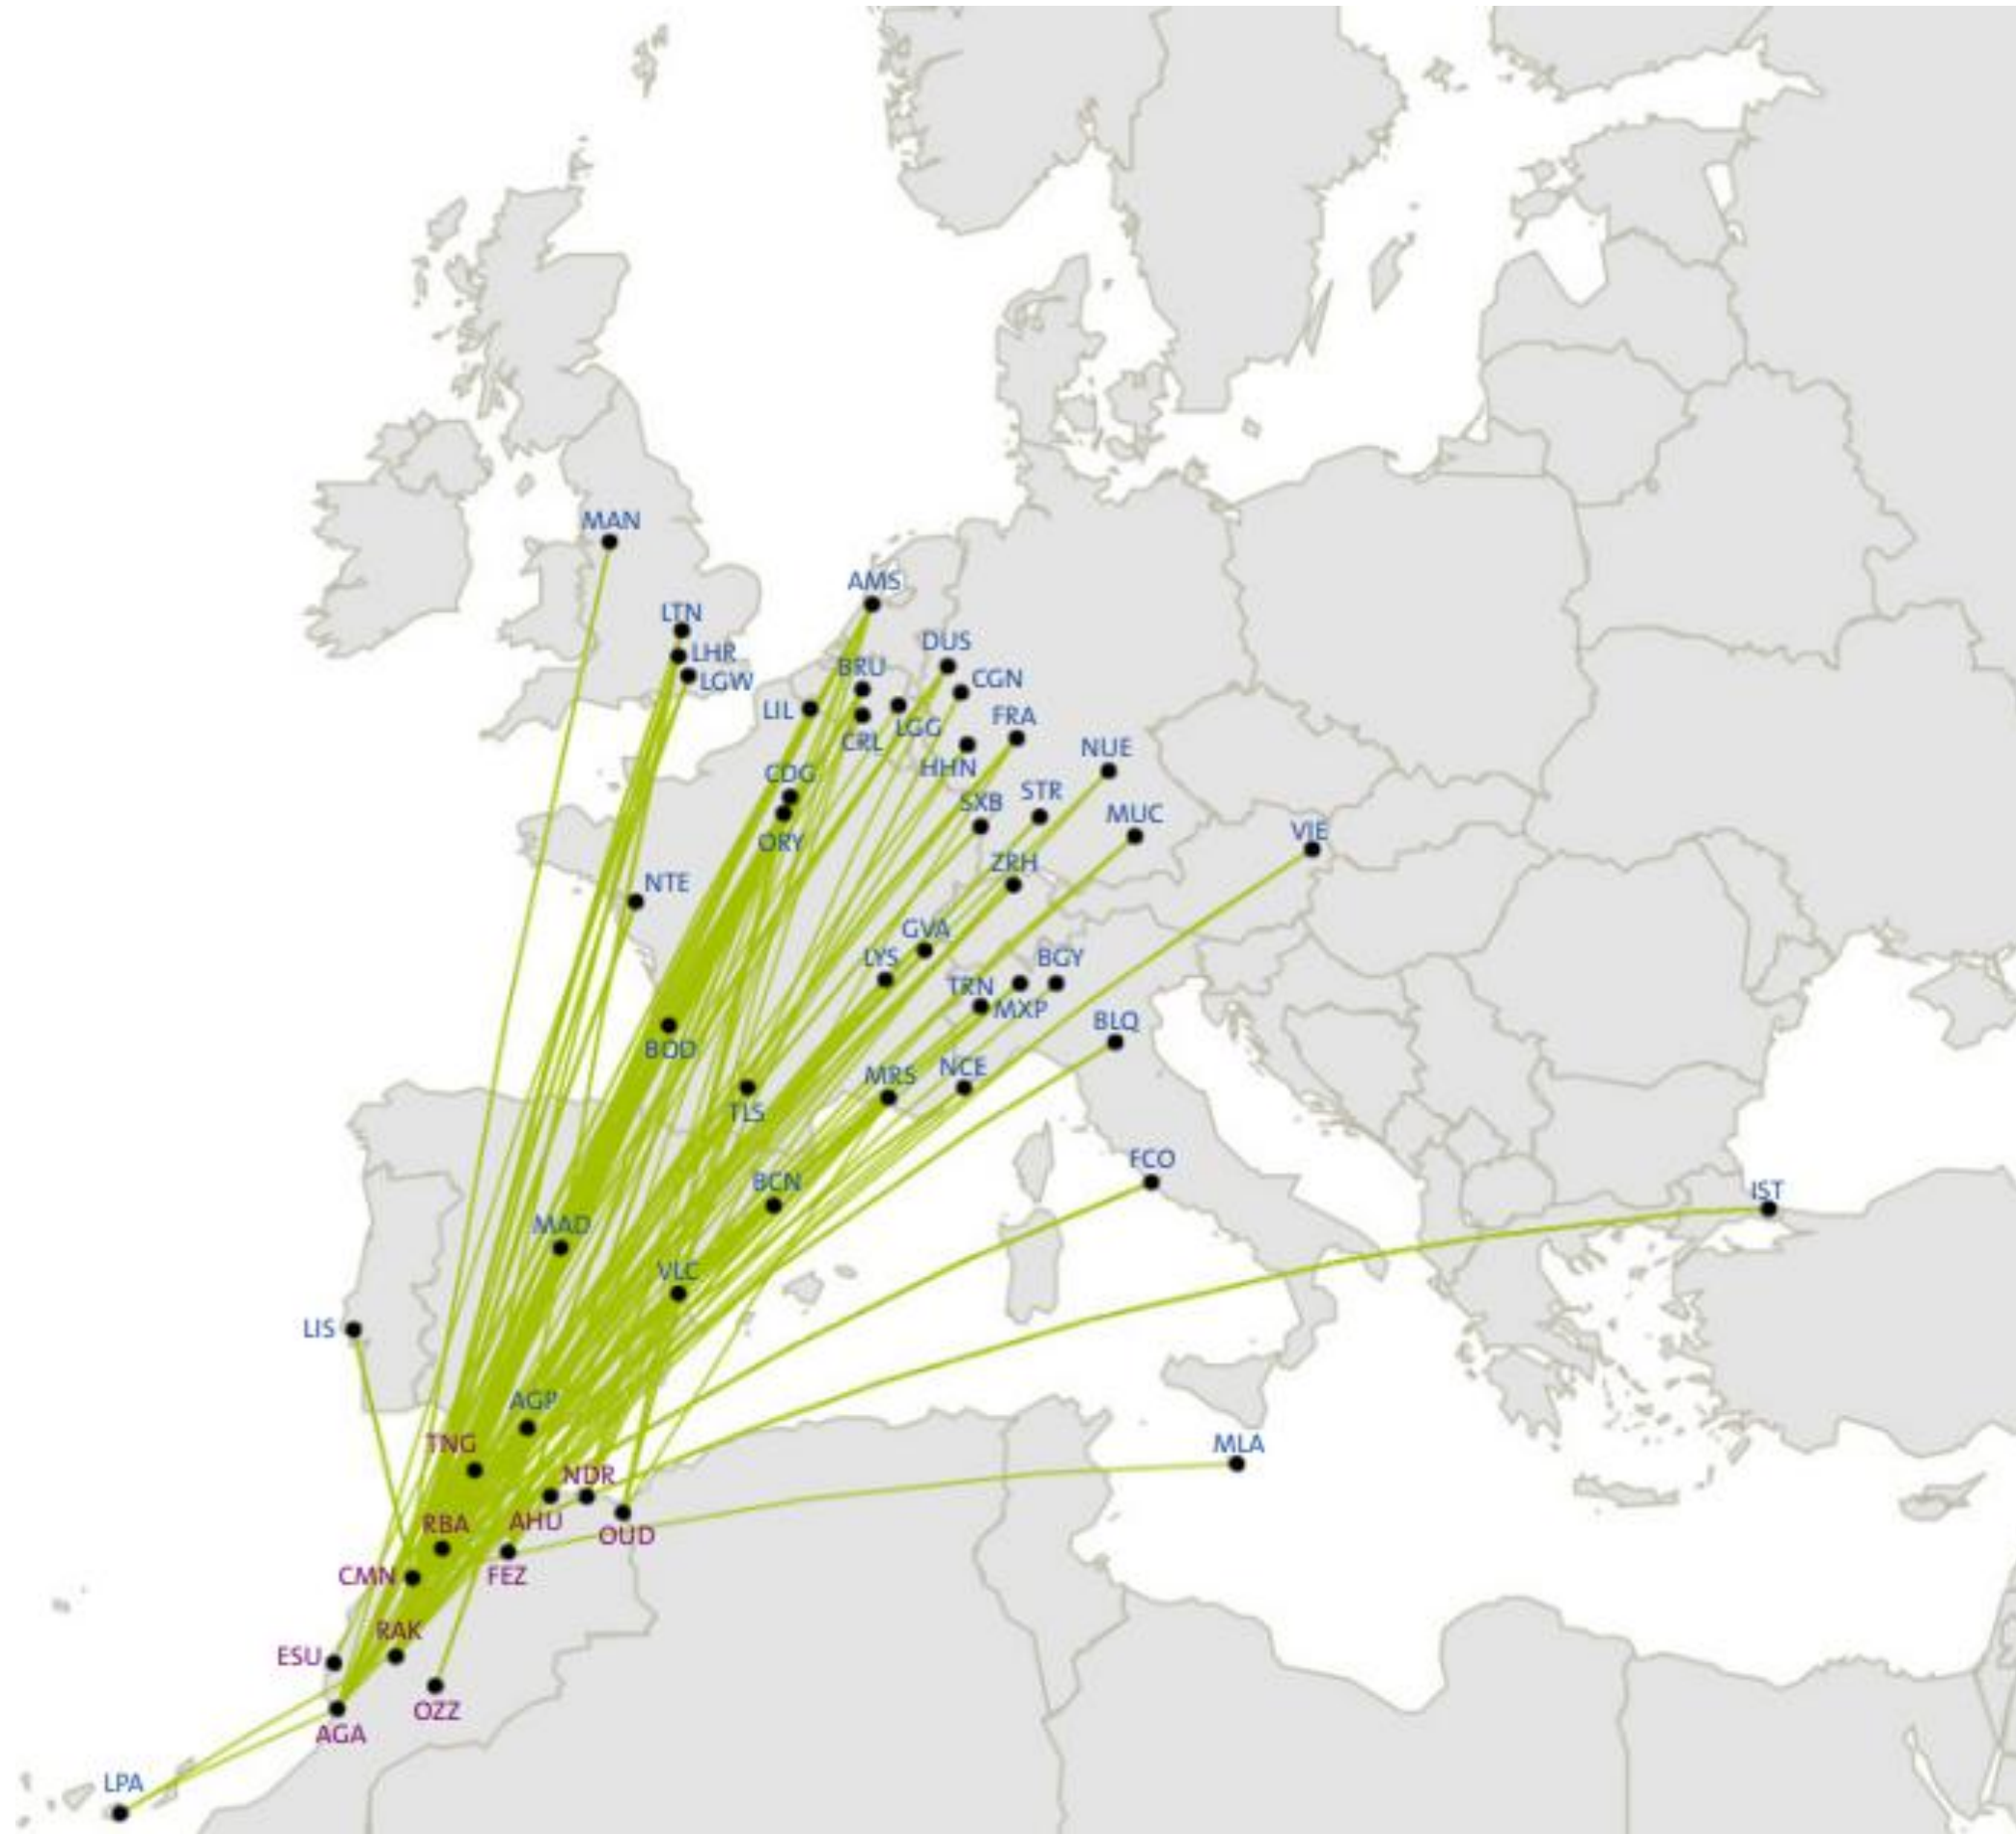 MAN
AMS
LTN
LHR
LGW
DUS
BRU
CGN
LIL
LGG
CRL
FRA
HHN
NUE
CDG
ORY
SXB
STR
MUC
VIE
ZRH
NTE
GVA
LYS
BGY
TRN
MXP
BLQ
BOD
MRS
NCE
TLS
FCO
BCN
IST
MAD
VLC
LIS
AGP
TNG
MLA
NDR
AHU
RBA
OUD
CMN
FEZ
RAK
ESU
OZZ
AGA
LPA